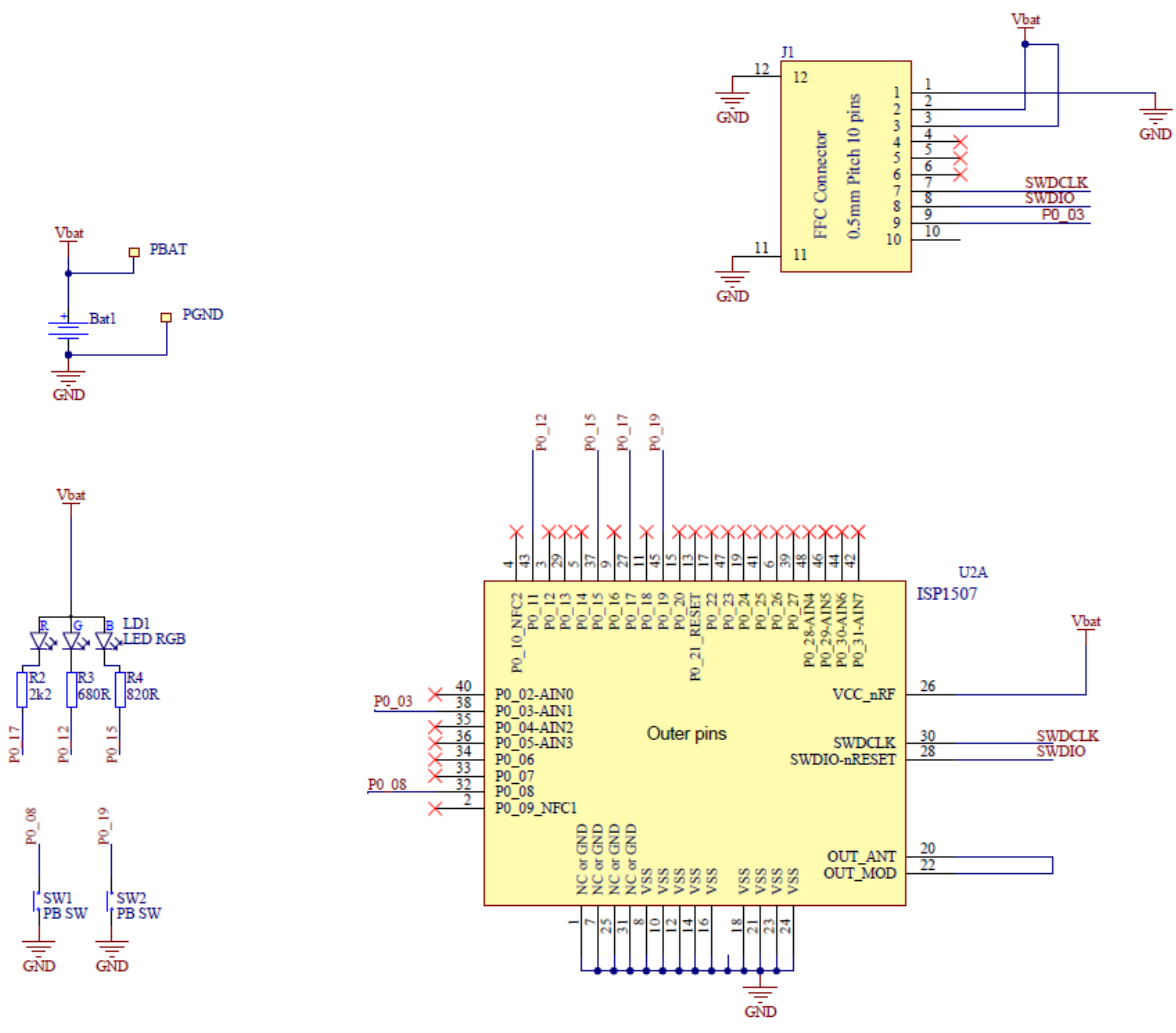 Vbat
J1
12
12
GND
FFC Connector
0.5mm Pitch 10 pins
1
1
2
2
3
3
4
4
5
5
6
6
7
7
SWDCLK
8
8
SWDIO
9
9
P0_03
10
10
GND
11
11
GND
Vbat
PBAT
+
Bat1
PGND
GND
P0_12
P0_15
P0_17
P0_19
Vbat
R
G
B
LD1
LED RGB
R2
2k2
R3
680R
R4
820R
P0_17
P0_12
P0_15
P0_08
P0_19
SW1
PB SW
SW2
PB SW
GND
GND
U2A
ISP1507
4
43
3
29
5
37
9
27
11
45
15
13
17
47
19
41
6
39
48
46
44
42
P0_10_NFC2
P0_11
P0_12
P0_13
P0_14
P0_15
P0_16
P0_17
P0_18
P0_19
P0_20
P0_21_RESET
P0_22
P0_23
P0_24
P0_25
P0_26
P0_27
P0_28-AIN4
P0_29-AIN5
P0_30-AIN6
P0_31-AIN7
40
P0_02-AIN0
P0_03
38
P0_03-AIN1
35
P0_04-AIN2
36
P0_05-AIN3
34
P0_06
33
P0_07
P0_08
32
P0_08
2
P0_09_NFC1
Outer pins
Vbat
VCC_nRF
26
SWDCLK
30
SWDCLK
SWDIO-nRESET
28
SWDIO
OUT_ANT
20
OUT_MOD
22
NC or GND
NC or GND
NC or GND
NC or GND
VSS
VSS
VSS
VSS
VSS
VSS
VSS
VSS
VSS
1
7
25
31
8
10
12
14
16
18
21
23
24
GND